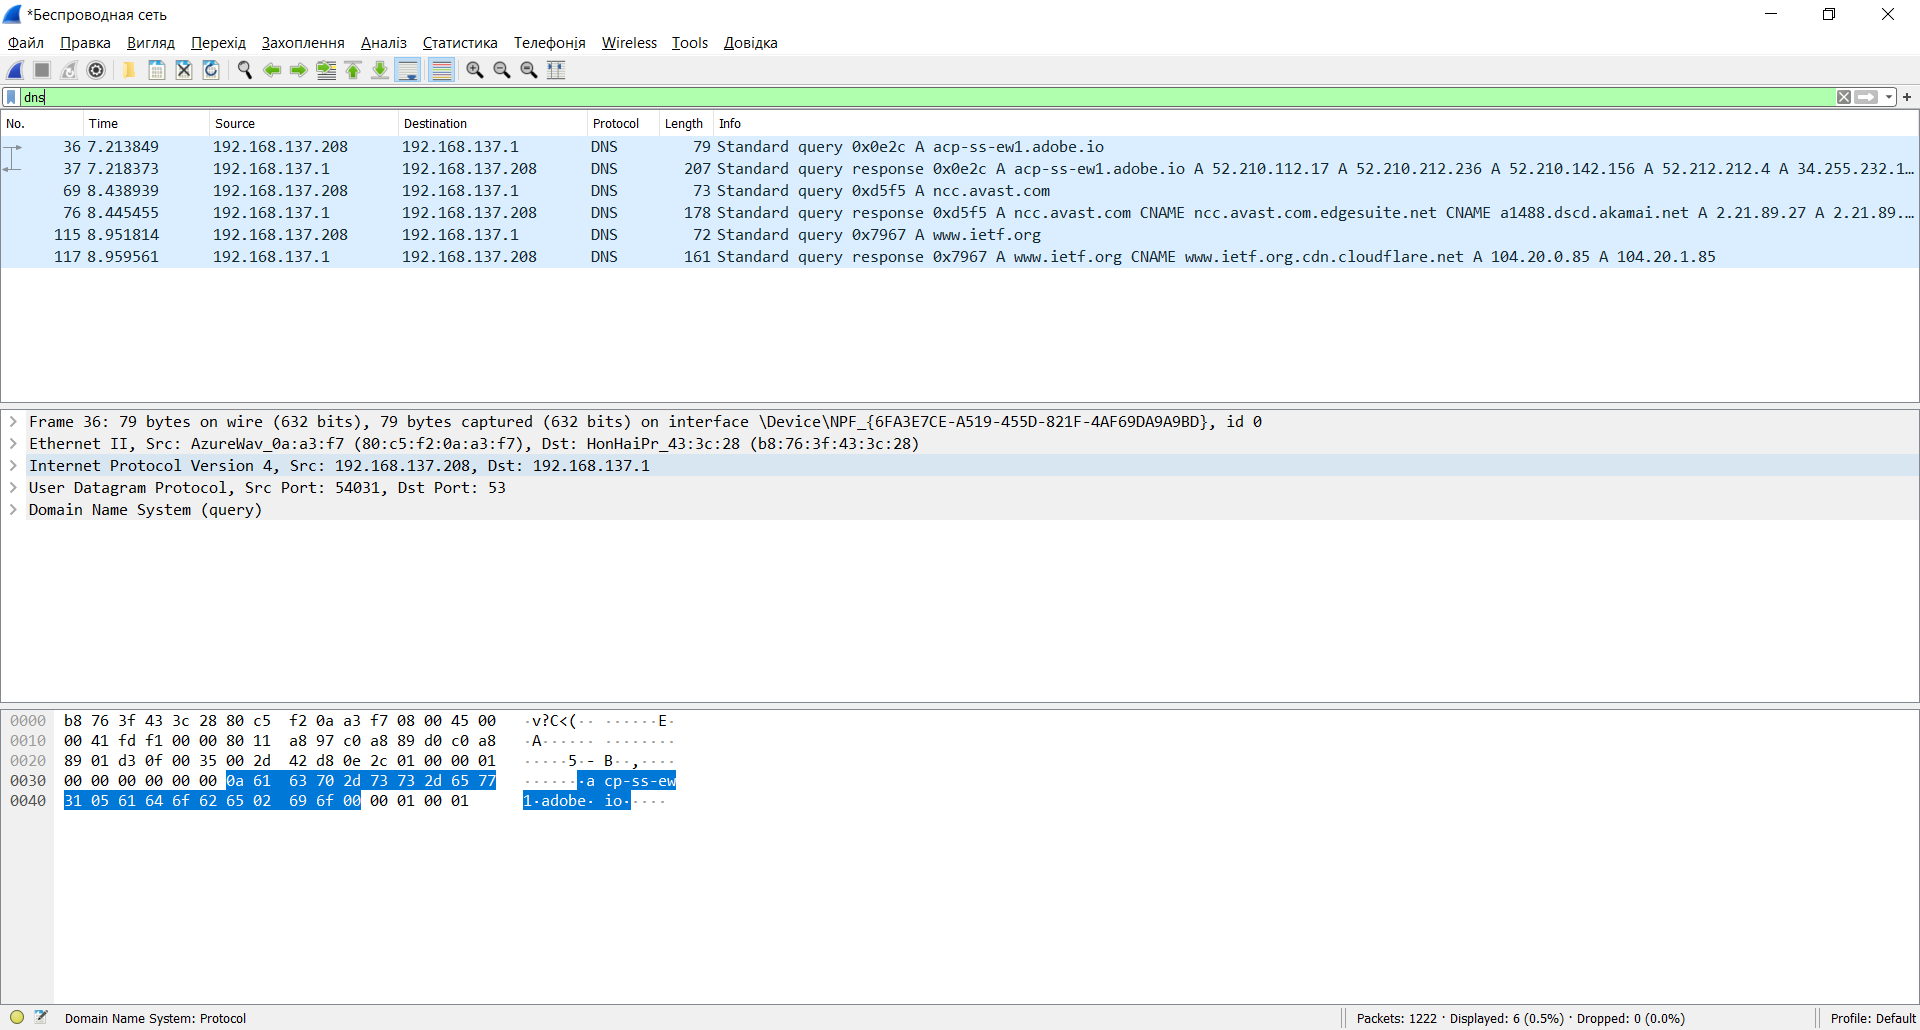 *Беспроводная сеть
Файл Правка Вигляд Перехід Захоплення Аналіз Статистика Телефонія Wireless Tools Довідка
dns
No. Time Source Destination Protocol Length Info
36 7.213849 192.168.137.208 192.168.137.1 DNS 79 Standard query 0x0e2c A acp-ss-ew1.adobe.io
37 7.218373 192.168.137.1 192.168.137.208 DNS 207 Standard query response 0x0e2c A acp-ss-ew1.adobe.io A 52.210.112.17 A 52.210.212.236 A 52.210.142.156 A 52.212.212.4 A 34.255.232.1…
69 8.438939 192.168.137.208 192.168.137.1 DNS 73 Standard query 0xd5f5 A ncc.avast.com
76 8.445455 192.168.137.1 192.168.137.208 DNS 178 Standard query response 0xd5f5 A ncc.avast.com CNAME ncc.avast.com.edgesuite.net CNAME a1488.dscd.akamai.net A 2.21.89.27 A 2.21.89.…
115 8.951814 192.168.137.208 192.168.137.1 DNS 72 Standard query 0x7967 A www.ietf.org
117 8.959561 192.168.137.1 192.168.137.208 DNS 161 Standard query response 0x7967 A www.ietf.org CNAME www.ietf.org.cdn.cloudflare.net A 104.20.0.85 A 104.20.1.85
Frame 36: 79 bytes on wire (632 bits), 79 bytes captured (632 bits) on interface \Device\NPF_{6FA3E7CE-A519-455D-821F-4AF69DA9A9BD}, id 0
Ethernet II, Src: AzureWav_0a:a3:f7 (80:c5:f2:0a:a3:f7), Dst: HonHaiPr_43:3c:28 (b8:76:3f:43:3c:28)
Internet Protocol Version 4, Src: 192.168.137.208, Dst: 192.168.137.1
User Datagram Protocol, Src Port: 54031, Dst Port: 53
Domain Name System (query)
0000 b8 76 3f 43 3c 28 80 c5 f2 0a a3 f7 08 00 45 00 ·v?C<(·· ······E·
0010 00 41 fd f1 00 00 80 11 a8 97 c0 a8 89 d0 c0 a8 ·A······ ········
0020 89 01 d3 0f 00 35 00 2d 42 d8 0e 2c 01 00 00 01 ·····5·- B··,····
0030 00 00 00 00 00 00 0a 61 63 70 2d 73 73 2d 65 77 ·······a cp-ss-ew
0040 31 05 61 64 6f 62 65 02 69 6f 00 00 01 00 01 1·adobe· io·····
Domain Name System: Protocol
Packets: 1222 · Displayed: 6 (0.5%) · Dropped: 0 (0.0%)
Profile: Default